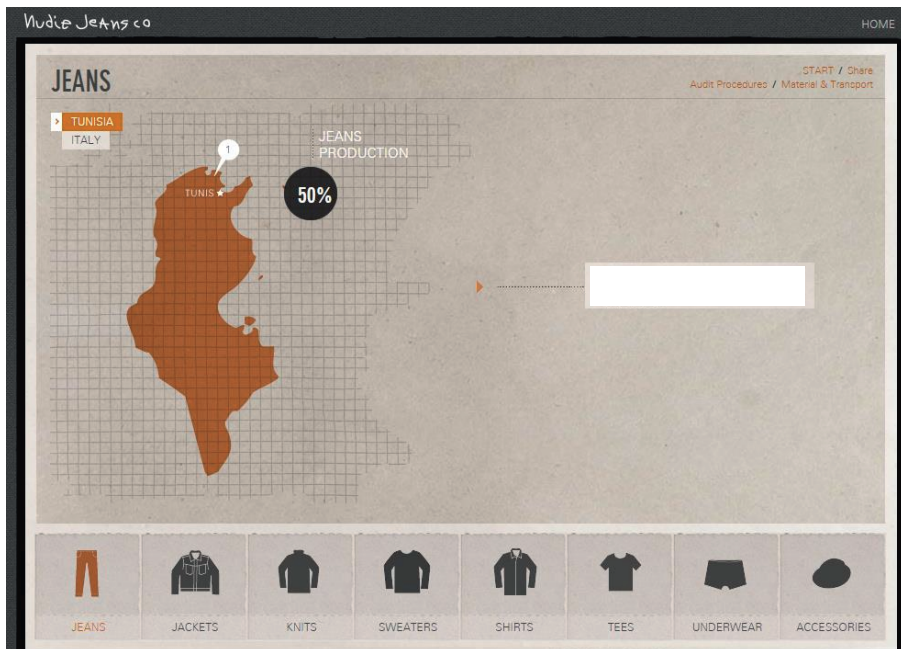 Nudie Jeans co
HOME
JEANS
START / Share
Audit Procedures / Material & Transport
TUNISIA
ITALY
1
JEANS
PRODUCTION
TUNIS
50%
JEANS
JACKETS
KNITS
SWEATERS
SHIRTS
TEES
UNDERWEAR
ACCESSORIES